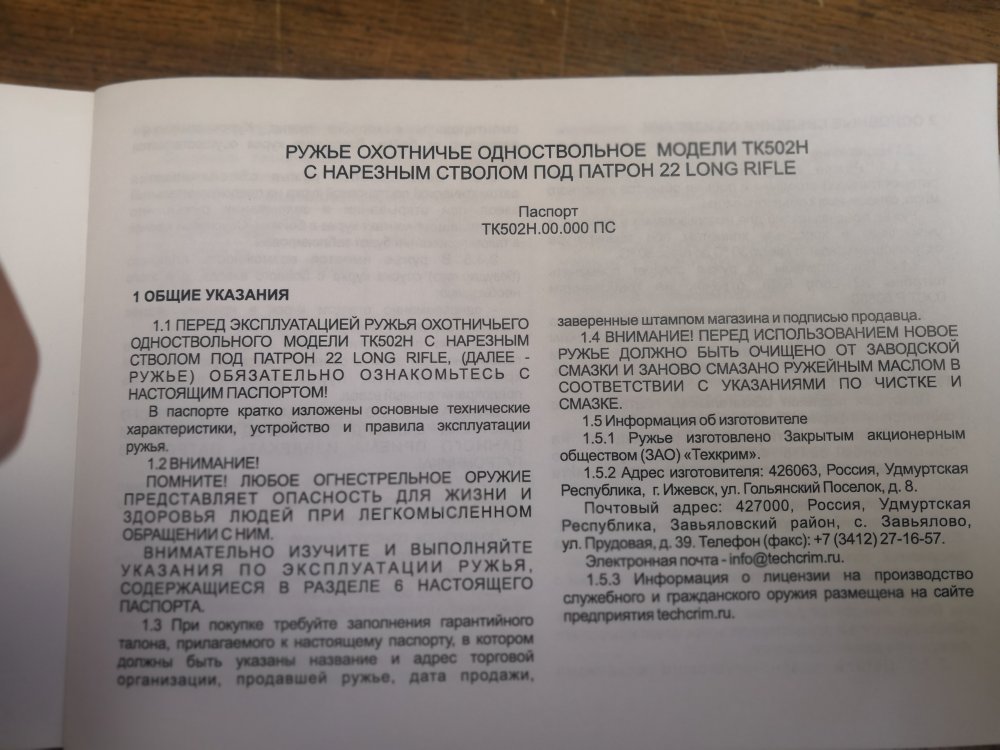 РУЖЬЕ ОХОТНИЧЬЕ ОДНОСТВОЛЬНОЕ МОДЕЛИ ТК502Н
С НАРЕЗНЫМ СТВОЛОМ ПОД ПАТРОН 22 LONG RIFLE
Паспорт
ТК502Н.00.000 ПС
1 ОБЩИЕ УКАЗАНИЯ
1.1 ПЕРЕД ЭКСПЛУАТАЦИЕЙ РУЖЬЯ ОХОТНИЧЬЕГО
ОДНОСТВОЛЬНОГО МОДЕЛИ ТК502Н С НАРЕЗНЫМ
СТВОЛОМ ПОД ПАТРОН 22 LONG RIFLE, (ДАЛЕЕ -
РУЖЬЕ) ОБЯЗАТЕЛЬНО ОЗНАКОМЬТЕСЬ С
НАСТОЯЩИМ ПАСПОРТОМ!
В паспорте кратко изложены основные технические
характеристики, устройство и правила эксплуатации
ружья.
1.2 ВНИМАНИЕ!
ПОМНИТЕ! ЛЮБОЕ ОГНЕСТРЕЛЬНОЕ ОРУЖИЕ
ПРЕДСТАВЛЯЕТ ОПАСНОСТЬ ДЛЯ ЖИЗНИ И
ЗДОРОВЬЯ ЛЮДЕЙ ПРИ ЛЕГКОМЫСЛЕННОМ
ОБРАЩЕНИИ С НИМ.
ВНИМАТЕЛЬНО ИЗУЧИТЕ И ВЫПОЛНЯЙТЕ
УКАЗАНИЯ ПО ЭКСПЛУАТАЦИИ РУЖЬЯ,
СОДЕРЖАЩИЕСЯ В РАЗДЕЛЕ 6 НАСТОЯЩЕГО
ПАСПОРТА.
1.3 При покупке требуйте заполнения гарантийного
талона, прилагаемого к настоящему паспорту, в котором
должны быть указаны название и адрес торговой
организации, продавшей ружье, дата продажи,
заверенные штампом магазина и подписью продавца.
1.4 ВНИМАНИЕ! ПЕРЕД ИСПОЛЬЗОВАНИЕМ НОВОЕ
РУЖЬЕ ДОЛЖНО БЫТЬ ОЧИЩЕНО ОТ ЗАВОДСКОЙ
СМАЗКИ И ЗАНОВО СМАЗАНО РУЖЕЙНЫМ МАСЛОМ В
СООТВЕТСТВИИ С УКАЗАНИЯМИ ПО ЧИСТКЕ И
СМАЗКЕ.
1.5 Информация об изготовителе
1.5.1 Ружье изготовлено Закрытым акционерным
обществом (ЗАО) «Техкрим».
1.5.2 Адрес изготовителя: 426063, Россия, Удмуртская
Республика, г. Ижевск, ул. Гольянский Поселок, д. 8.
Почтовый адрес: 427000, Россия, Удмуртская
Республика, Завьяловский район, с. Завьялово,
ул. Прудовая, д. 39. Телефон (факс): +7 (3412) 27-16-57.
Электронная почта - info@techcrim.ru.
1.5.3 Информация о лицензии на производство
служебного и гражданского оружия размещена на сайте
предприятия techcrim.ru.